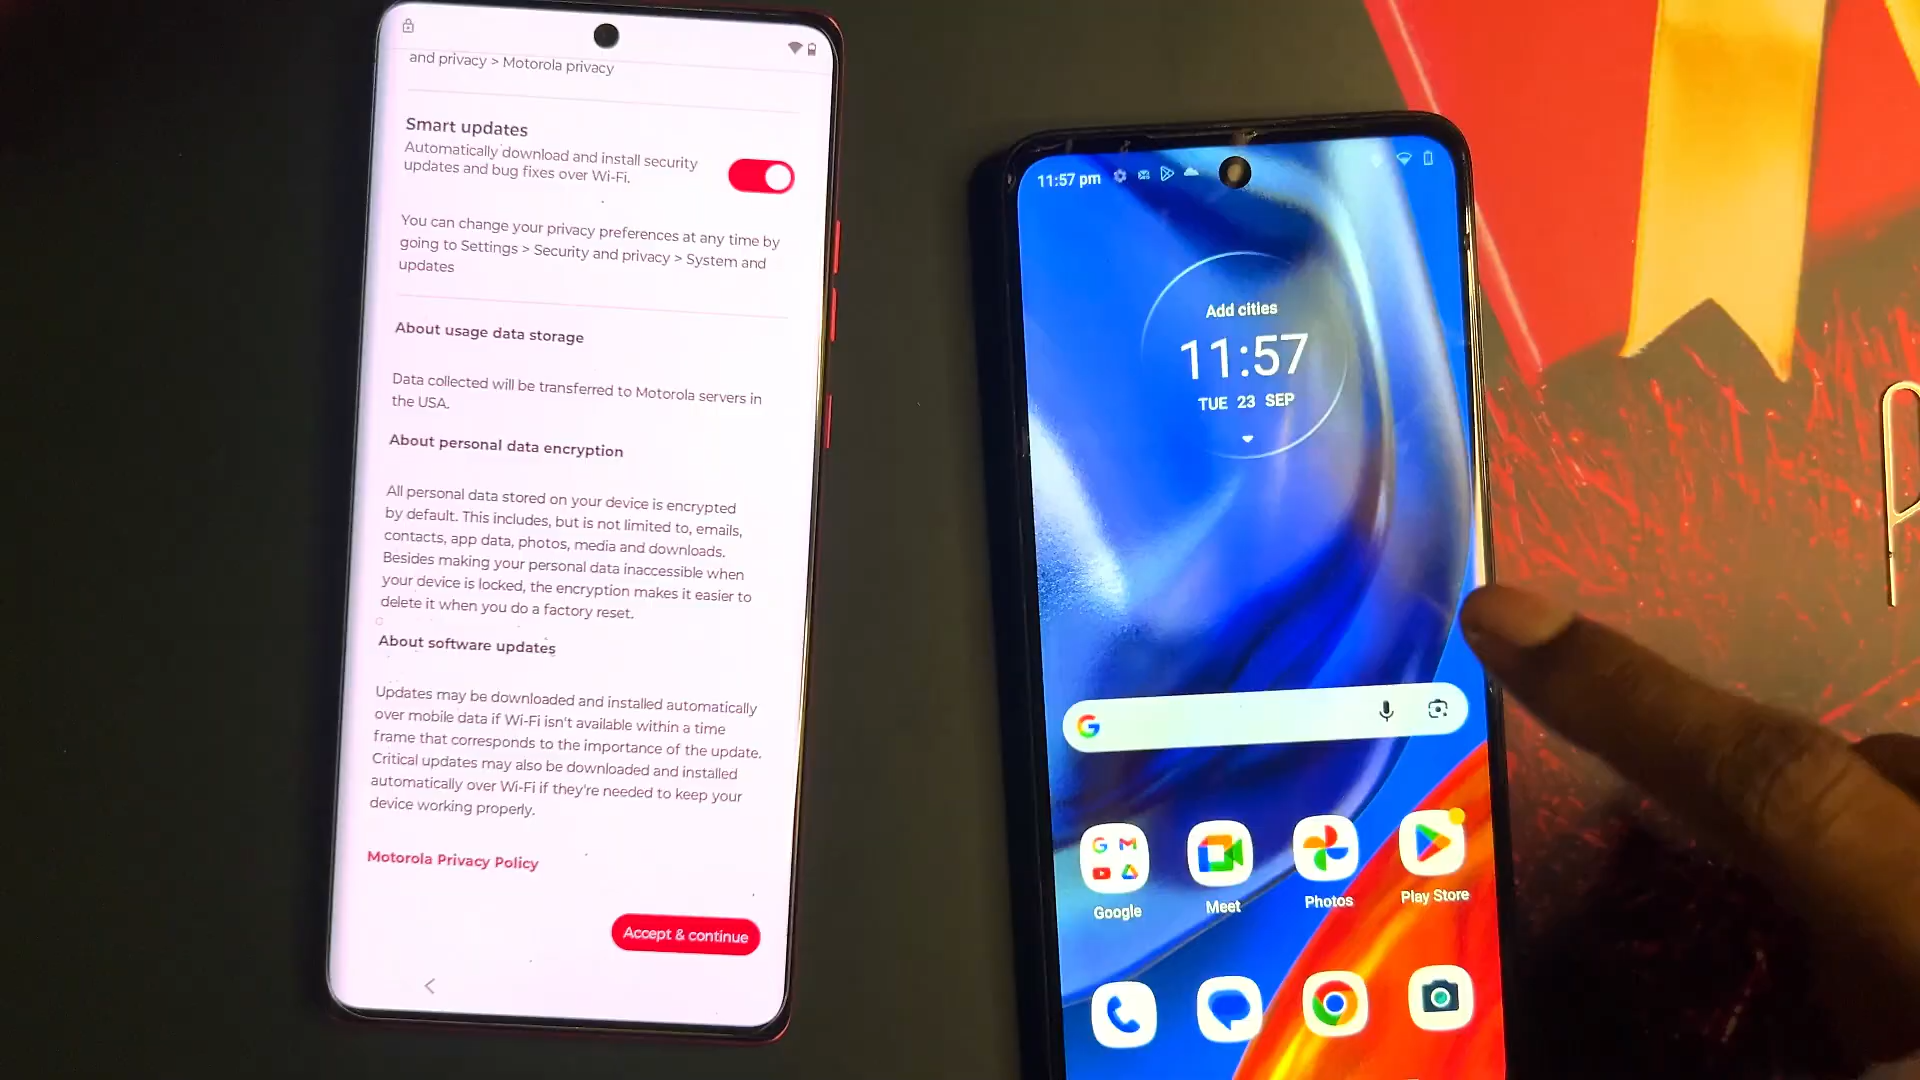 and privacy > Motorola privacy
Smart updates
Automatically download and install security
updates and bug fixes over Wi-Fi.
You can change your privacy preferences at any time by
going to Settings > Security and privacy > System and
updates
About usage data storage
Data collected will be transferred to Motorola servers in
the USA.
About personal data encryption
All personal data stored on your device is encrypted
by default. This includes, but is not limited to, emails,
contacts, app data, photos, media and downloads.
Besides making your personal data inaccessible when
your device is locked, the encryption makes it easier to
delete it when you do a factory reset.
About software updates
Updates may be downloaded and installed automatically
over mobile data if Wi-Fi isn't available within a time
frame that corresponds to the importance of the update.
Critical updates may also be downloaded and installed
automatically over Wi-Fi if they're needed to keep your
device working properly.
Motorola Privacy Policy
Accept & continue
11:57 pm
Add cities
11:57
TUE 23 SEP
Google
Meet
Photos
Play Store